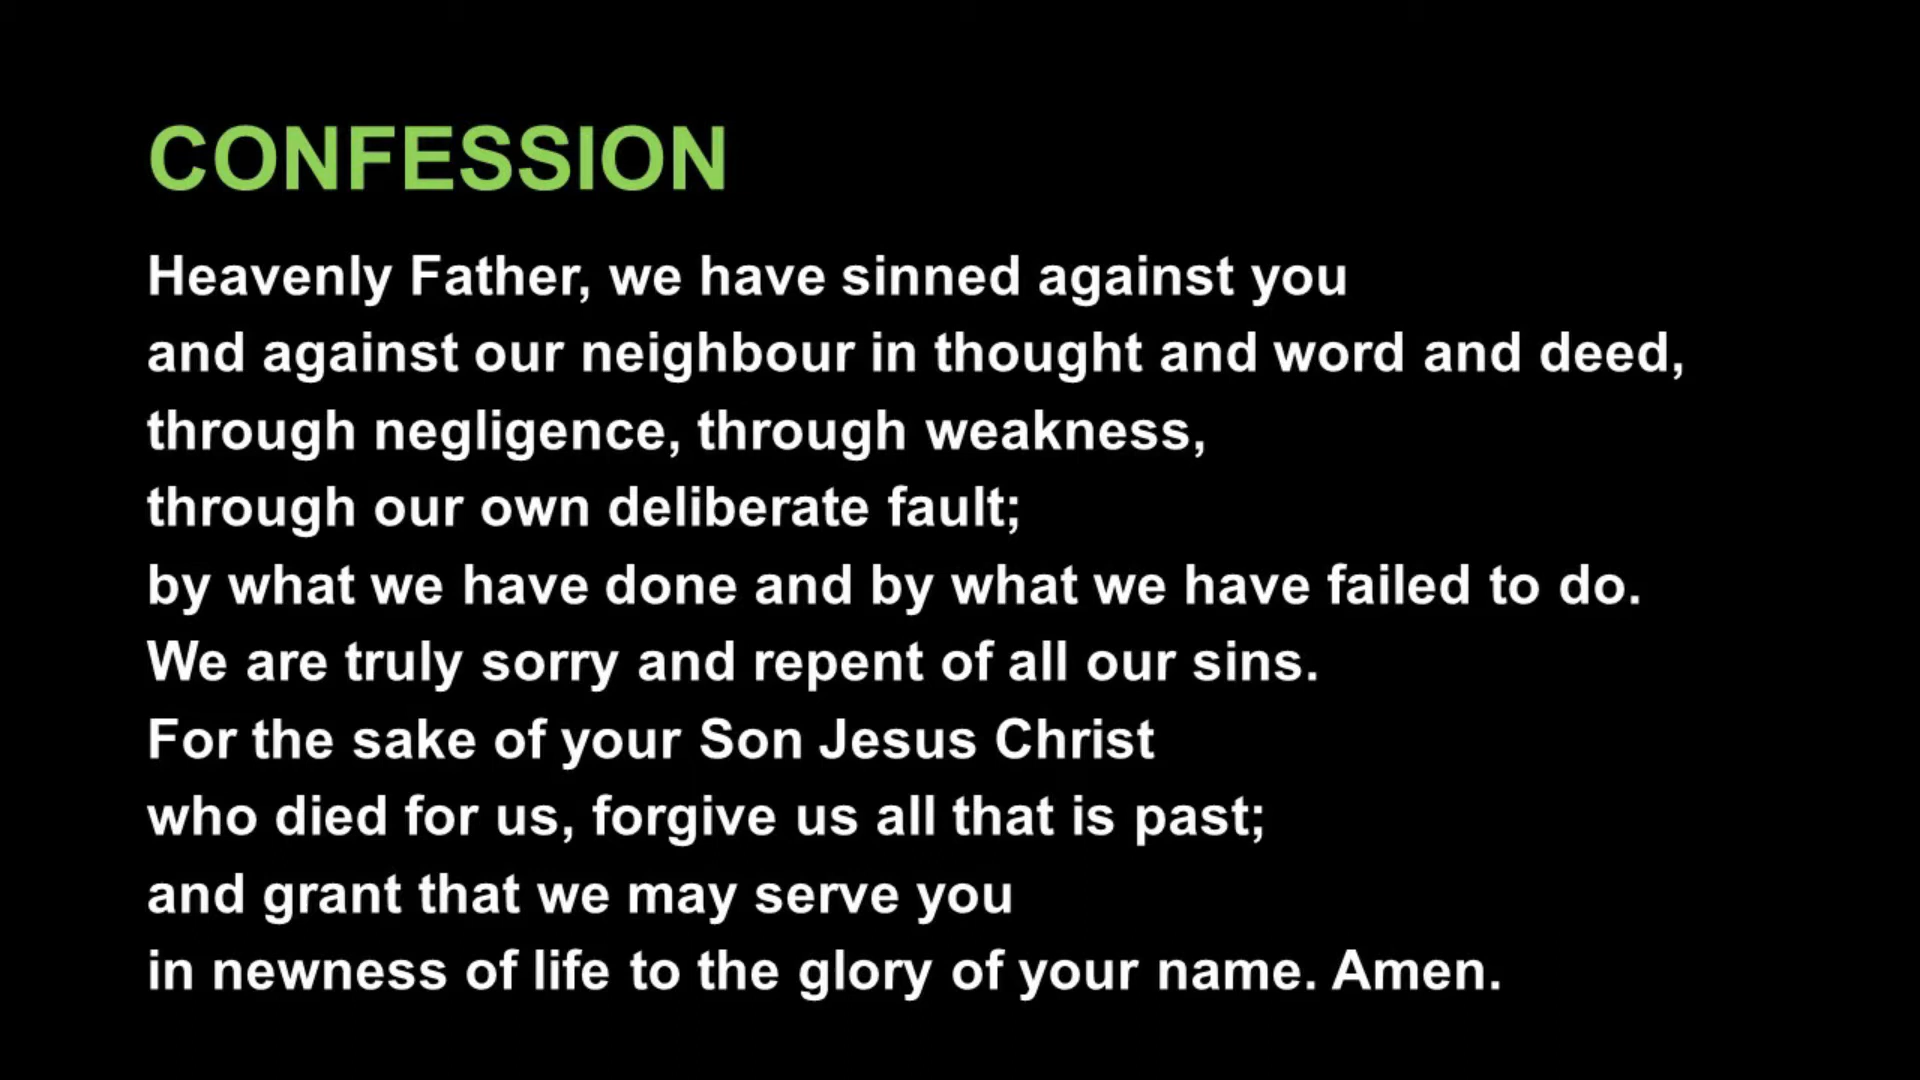 CONFESSION
Heavenly Father, we have sinned against you
and against our neighbour in thought and word and deed,
through negligence, through weakness,
through our own deliberate fault;
by what we have done and by what we have failed to do.
We are truly sorry and repent of all our sins.
For the sake of your Son Jesus Christ
who died for us, forgive us all that is past;
and grant that we may serve you
in newness of life to the glory of your name. Amen.